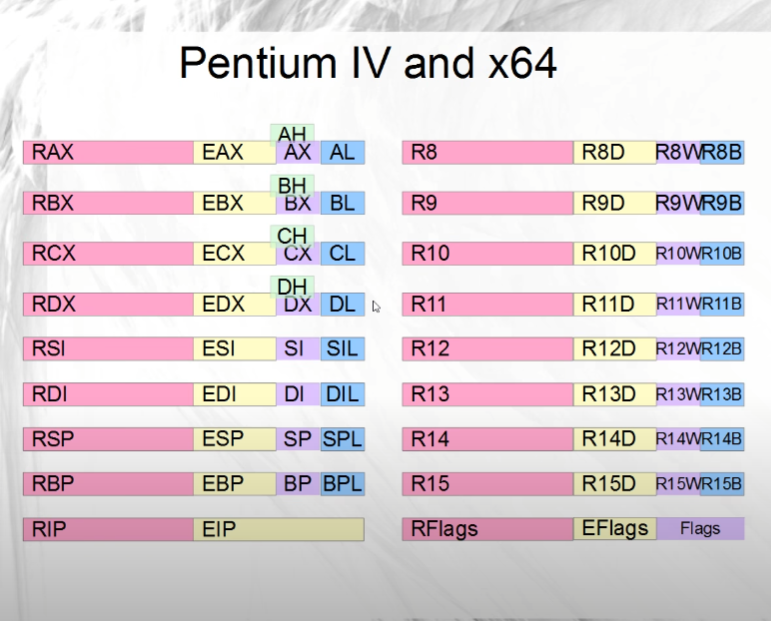 Pentium IV and x64
AH
RAX EAX AX AL R8 R8D R8W R8B
BH
RBX EBX BX BL R9 R9D R9W R9B
CH
RCX ECX CX CL R10 R10D R10W R10B
DH
RDX EDX DX DL R11 R11D R11W R11B
RSI ESI SI SIL R12 R12D R12W R12B
RDI EDI DI DIL R13 R13D R13W R13B
RSP ESP SP SPL R14 R14D R14W R14B
RBP EBP BP BPL R15 R15D R15W R15B
RIP EIP RFlags EFlags Flags